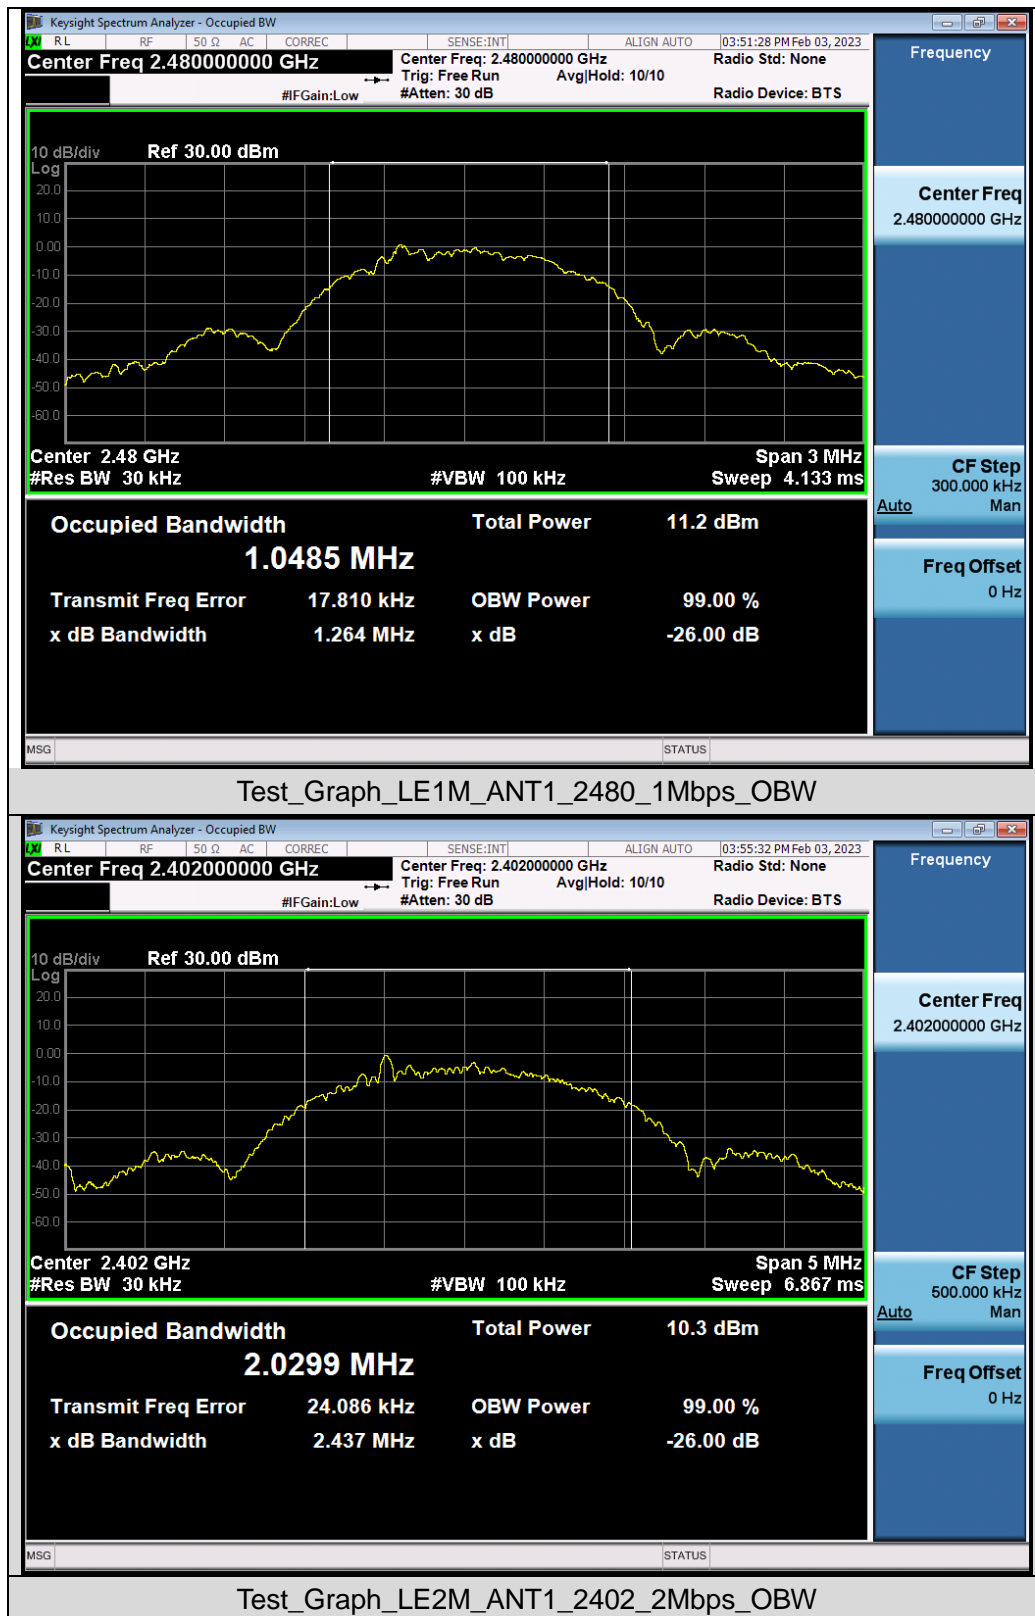 Keysight Spectrum Analyzer - Occupied BW
LXI RL RF 50 Ω AC CORREC SENSE:INT ALIGN AUTO 03:51:28 PM Feb 03, 2023
Center Freq 2.480000000 GHz
Center Freq: 2.480000000 GHz Radio Std: None
Trig: Free Run Avg|Hold: 10/10
#IFGain:Low #Atten: 30 dB Radio Device: BTS
Frequency
10 dB/div Ref 30.00 dBm
Log
20.0
10.0
0.00
-10.0
-20.0
-30.0
-40.0
-50.0
-60.0
Center 2.48 GHz Span 3 MHz
#Res BW 30 kHz #VBW 100 kHz Sweep 4.133 ms
Center Freq
2.480000000 GHz
CF Step
300.000 kHz
Auto Man
Freq Offset
0 Hz
Occupied Bandwidth Total Power 11.2 dBm
1.0485 MHz
Transmit Freq Error 17.810 kHz OBW Power 99.00 %
x dB Bandwidth 1.264 MHz x dB -26.00 dB
MSG STATUS
Test_Graph_LE1M_ANT1_2480_1Mbps_OBW
Keysight Spectrum Analyzer - Occupied BW
LXI RL RF 50 Ω AC CORREC SENSE:INT ALIGN AUTO 03:55:32 PM Feb 03, 2023
Center Freq 2.402000000 GHz
Center Freq: 2.402000000 GHz Radio Std: None
Trig: Free Run Avg|Hold: 10/10
#IFGain:Low #Atten: 30 dB Radio Device: BTS
Frequency
10 dB/div Ref 30.00 dBm
Log
20.0
10.0
0.00
-10.0
-20.0
-30.0
-40.0
-50.0
-60.0
Center 2.402 GHz Span 5 MHz
#Res BW 30 kHz #VBW 100 kHz Sweep 6.867 ms
Center Freq
2.402000000 GHz
CF Step
500.000 kHz
Auto Man
Freq Offset
0 Hz
Occupied Bandwidth Total Power 10.3 dBm
2.0299 MHz
Transmit Freq Error 24.086 kHz OBW Power 99.00 %
x dB Bandwidth 2.437 MHz x dB -26.00 dB
MSG STATUS
Test_Graph_LE2M_ANT1_2402_2Mbps_OBW